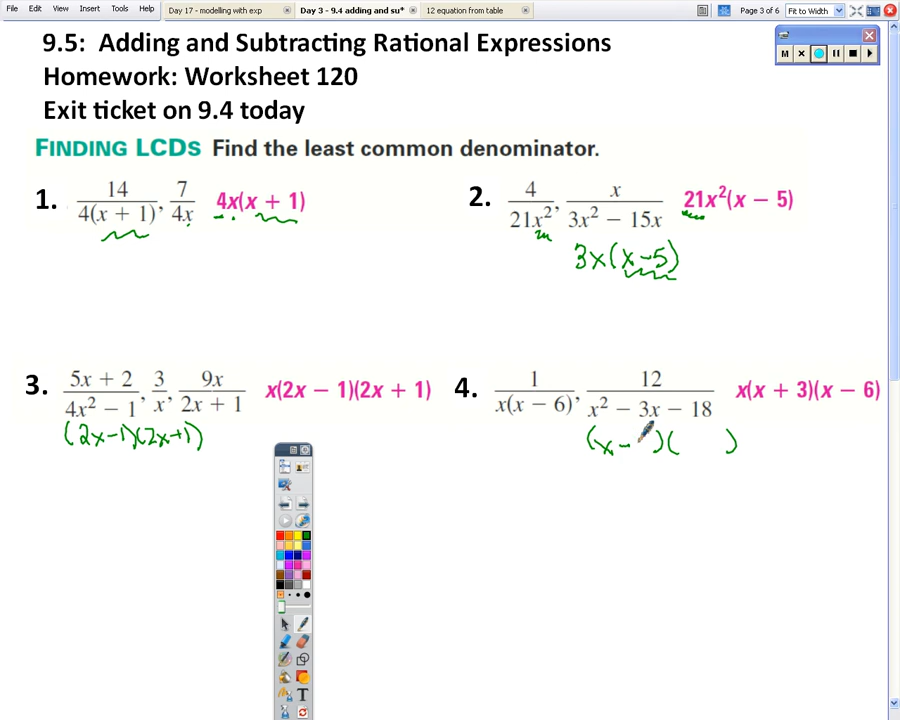 File Edit View Insert Tools Help
Day 17 - modelling with exp
Day 3 - 9.4 adding and su*
12 equation from table
Page 3 of 6
Fit to Width
9.5: Adding and Subtracting Rational Expressions
Homework: Worksheet 120
Exit ticket on 9.4 today
M
FINDING LCDS Find the least common denominator.
1. 14/4(x + 1), 7/4x 4x(x + 1)
2. 4/21x², x/3x² − 15x 21x²(x − 5)
3x(x−5)
3. 5x + 2/4x² − 1, 3/x, 9x/2x + 1 x(2x − 1)(2x + 1)
(2x−1)(2x+1)
4. 1/x(x − 6), 12/x² − 3x − 18 x(x + 3)(x − 6)
(x− )( )
T